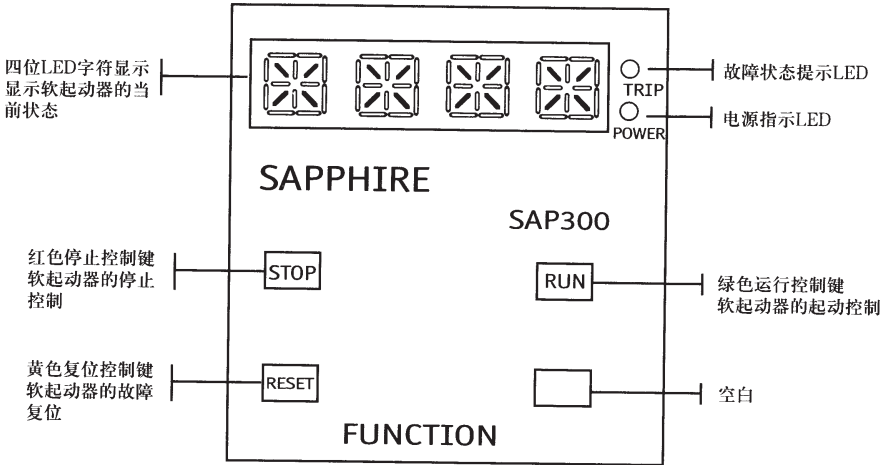 四位LED字符显示
显示软起动器的当
前状态
TRIP
故障状态提示LED
POWER
电源指示LED
SAPPHIRE
SAP300
红色停止控制键
软起动器的停止
控制
STOP
RUN
绿色运行控制键
软起动器的起动控制
黄色复位控制键
软起动器的故障
复位
RESET
空白
FUNCTION